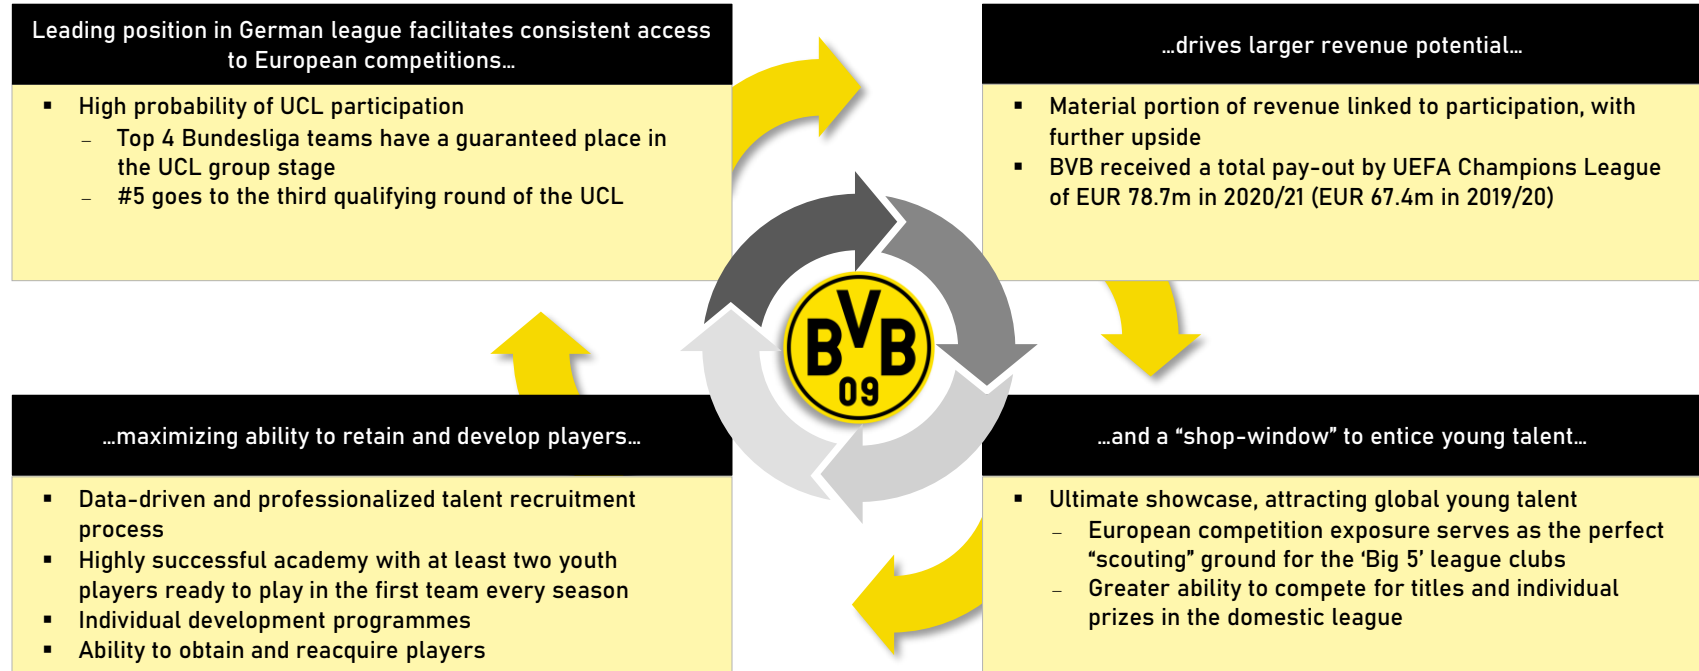 Leading position in German league facilitates consistent access
to European competitions…
▪ High probability of UCL participation
– Top 4 Bundesliga teams have a guaranteed place in
the UCL group stage
– #5 goes to the third qualifying round of the UCL
…drives larger revenue potential…
▪ Material portion of revenue linked to participation, with
further upside
▪ BVB received a total pay-out by UEFA Champions League
of EUR 78.7m in 2020/21 (EUR 67.4m in 2019/20)
BVB
09
…maximizing ability to retain and develop players…
▪ Data-driven and professionalized talent recruitment
process
▪ Highly successful academy with at least two youth
players ready to play in the first team every season
▪ Individual development programmes
▪ Ability to obtain and reacquire players
…and a “shop-window” to entice young talent…
▪ Ultimate showcase, attracting global young talent
– European competition exposure serves as the perfect
“scouting” ground for the ‘Big 5’ league clubs
– Greater ability to compete for titles and individual
prizes in the domestic league